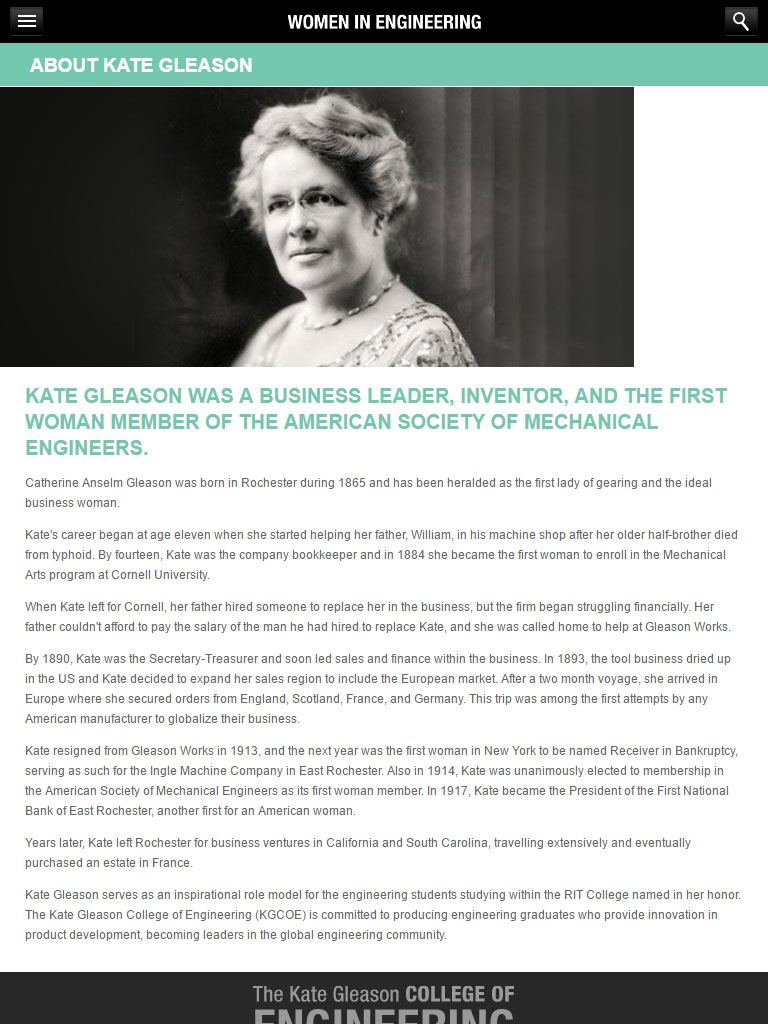 WOMEN IN ENGINEERING
ABOUT KATE GLEASON
KATE GLEASON WAS A BUSINESS LEADER, INVENTOR, AND THE FIRST
WOMAN MEMBER OF THE AMERICAN SOCIETY OF MECHANICAL
ENGINEERS.
Catherine Anselm Gleason was born in Rochester during 1865 and has been heralded as the first lady of gearing and the ideal
business woman.
Kate's career began at age eleven when she started helping her father, William, in his machine shop after her older half-brother died
from typhoid. By fourteen, Kate was the company bookkeeper and in 1884 she became the first woman to enroll in the Mechanical
Arts program at Cornell University.
When Kate left for Cornell, her father hired someone to replace her in the business, but the firm began struggling financially. Her
father couldn't afford to pay the salary of the man he had hired to replace Kate, and she was called home to help at Gleason Works.
By 1890, Kate was the Secretary-Treasurer and soon led sales and finance within the business. In 1893, the tool business dried up
in the US and Kate decided to expand her sales region to include the European market. After a two month voyage, she arrived in
Europe where she secured orders from England, Scotland, France, and Germany. This trip was among the first attempts by any
American manufacturer to globalize their business.
Kate resigned from Gleason Works in 1913, and the next year was the first woman in New York to be named Receiver in Bankruptcy,
serving as such for the Ingle Machine Company in East Rochester. Also in 1914, Kate was unanimously elected to membership in
the American Society of Mechanical Engineers as its first woman member. In 1917, Kate became the President of the First National
Bank of East Rochester, another first for an American woman.
Years later, Kate left Rochester for business ventures in California and South Carolina, travelling extensively and eventually
purchased an estate in France.
Kate Gleason serves as an inspirational role model for the engineering students studying within the RIT College named in her honor.
The Kate Gleason College of Engineering (KGCOE) is committed to producing engineering graduates who provide innovation in
product development, becoming leaders in the global engineering community.
The Kate Gleason COLLEGE OF
ENGINEERING